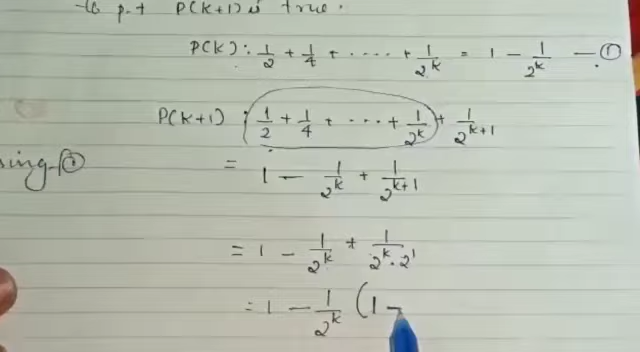 to p.t P(k+1) is true.
P(k): 1/2 + 1/4 + ..... + 1/2^k = 1 - 1/2^k - ①
P(k+1): 1/2 + 1/4 + ... + 1/2^k + 1/2^(k+1)
sing ① = 1 - 1/2^k + 1/2^(k+1)
= 1 - 1/2^k + 1/(2^k · 2^1)
= 1 - 1/2^k (1 -